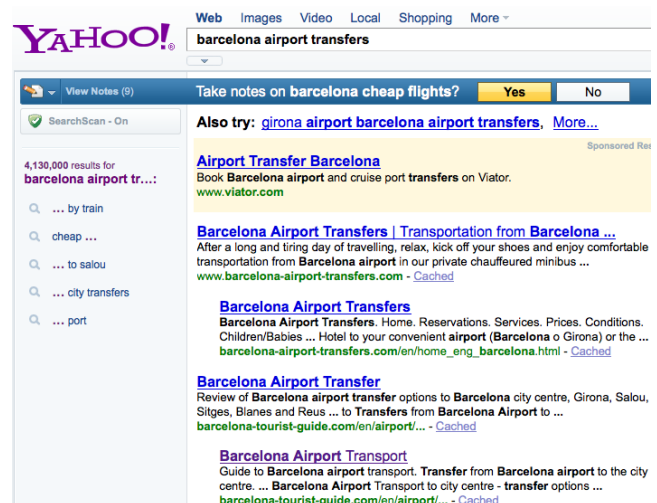 Web Images Video Local Shopping More
YAHOO!®
barcelona airport transfers
View Notes (9)
Take notes on barcelona cheap flights? Yes No
SearchScan - On
Also try: girona airport barcelona airport transfers, More...
Sponsored Res
4,130,000 results for
barcelona airport tr...:
... by train
cheap ...
... to salou
... city transfers
... port
Airport Transfer Barcelona
Book Barcelona airport and cruise port transfers on Viator.
www.viator.com
Barcelona Airport Transfers | Transportation from Barcelona ...
After a long and tiring day of travelling, relax, kick off your shoes and enjoy comfortable
transportation from Barcelona airport in our private chauffeured minibus ...
www.barcelona-airport-transfers.com - Cached
Barcelona Airport Transfers
Barcelona Airport Transfers. Home. Reservations. Services. Prices. Conditions.
Children/Babies ... Hotel to your convenient airport (Barcelona o Girona) or the ...
barcelona-airport-transfers.com/en/home_eng_barcelona.html - Cached
Barcelona Airport Transfer
Review of Barcelona airport transfer options to Barcelona city centre, Girona, Salou,
Sitges, Blanes and Reus ... to Transfers from Barcelona Airport to ...
barcelona-tourist-guide.com/en/airport/... - Cached
Barcelona Airport Transport
Guide to Barcelona airport transport. Transfer from Barcelona airport to the city
centre. ... Barcelona Airport Transport to city centre - transfer options ...
barcelona-tourist-guide.com/en/airport/... - Cached